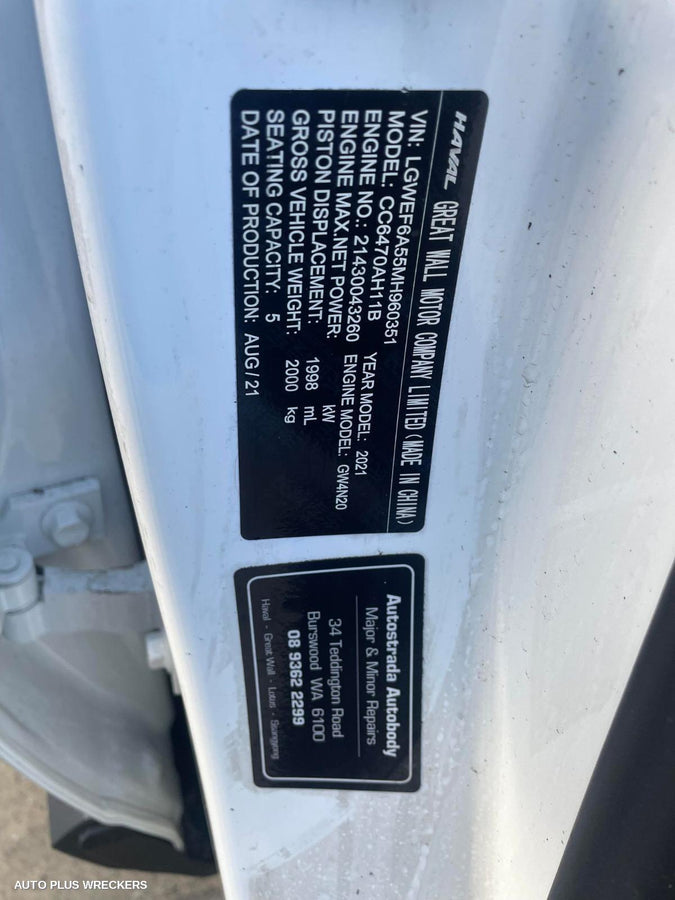 HAVAL GREAT WALL MOTOR COMPANY LIMITED (MADE IN CHINA)
VIN: LGWEF6A55MH960351
MODEL: CC6470AH11B YEAR MODEL: 2021
ENGINE NO.: 21430043260 ENGINE MODEL: GW4N20
ENGINE MAX.NET POWER: kW
PISTON DISPLACEMENT: 1998 mL
GROSS VEHICLE WEIGHT: 2000 kg
SEATING CAPACITY: 5
DATE OF PRODUCTION: AUG/21
Autostrada Autobody
Major & Minor Repairs
34 Teddington Road
Burswood WA 6100
08 9362 2299
Haval - Great Wall - Lotus - Ssangyong
AUTO PLUS WRECKERS